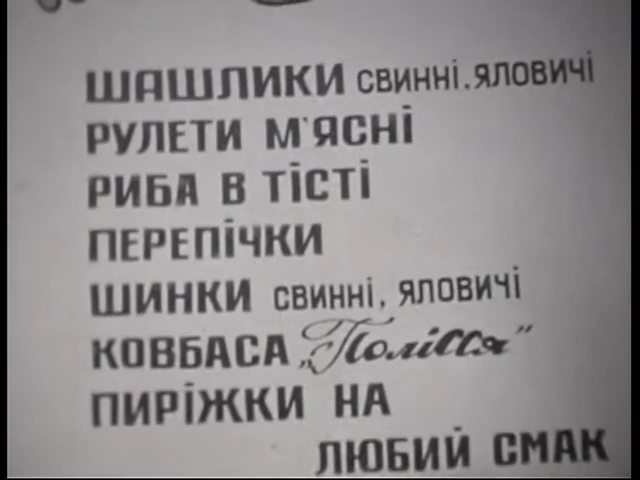 ШАШЛИКИ СВИННІ. ЯЛОВИЧІ
РУЛЕТИ М'ЯСНІ
РИБА В ТІСТІ
ПЕРЕПІЧКИ
ШИНКИ СВИННІ, ЯЛОВИЧІ
КОВБАСА „Полісся"
ПИРІЖКИ НА
ЛЮБИЙ СМАК